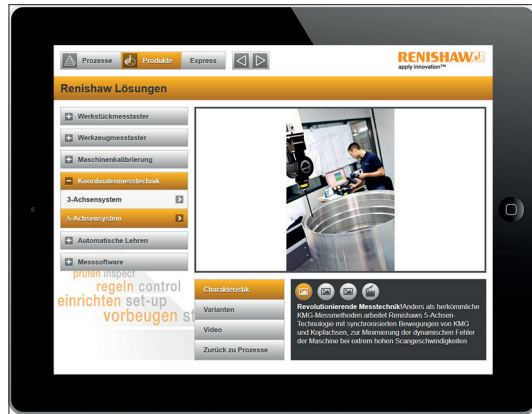 Prozesse
Produkte
Express
RENISHAW
apply innovation™
Renishaw Lösungen
Werkstückmesstaster
Werkzeugmesstaster
Maschinenkalibrierung
Koordinatenmesstechnik
3-Achsensystem
5-Achsensystem
Automatische Lehren
Messsoftware
prüfen inspect
regeln control
einrichten set-up
vorbeugen st
Charakteristik
Varianten
Video
Zurück zu Prozesse
Revolutionierende Messtechnik!Anders als herkömmliche
KMG-Messmethoden arbeitet Renishaws 5-Achsen-
Technologie mit synchronisierten Bewegungen von KMG
und Kopfachsen, zur Minimierung der dynamischen Fehler
der Maschine bei extrem hohen Scangeschwindigkeiten